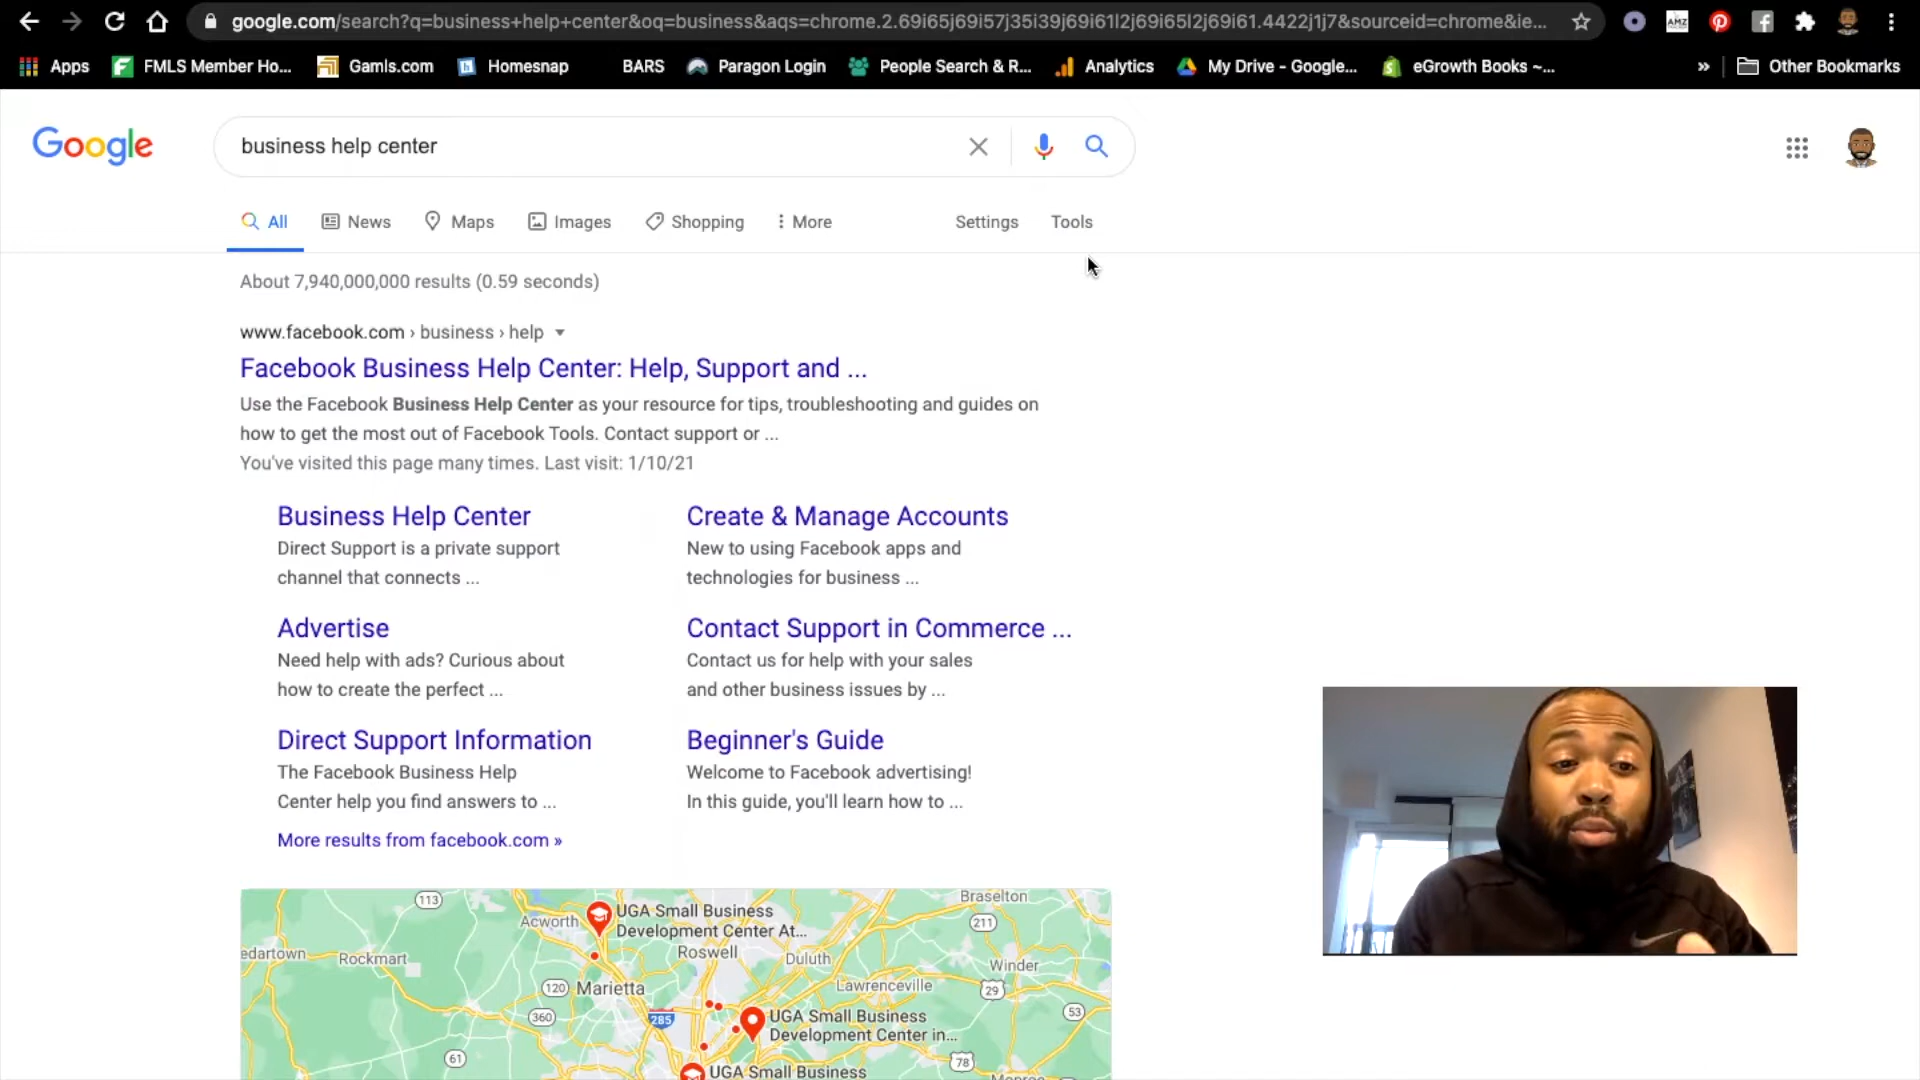 google.com/search?q=business+help+center&oq=business&aqs=chrome.2.69i65j69i57j35i39j69i61l2j69i65l2j69i61.4422j1j7&sourceid=chrome&ie...
AMZ
Apps FMLS Member Ho... Gamls.com Homesnap BARS Paragon Login People Search & R... Analytics My Drive - Google... eGrowth Books ~... » Other Bookmarks
Google business help center
All News Maps Images Shopping More Settings Tools
About 7,940,000,000 results (0.59 seconds)
www.facebook.com › business › help
Facebook Business Help Center: Help, Support and ...
Use the Facebook Business Help Center as your resource for tips, troubleshooting and guides on
how to get the most out of Facebook Tools. Contact support or ...
You've visited this page many times. Last visit: 1/10/21
Business Help Center
Direct Support is a private support
channel that connects ...
Create & Manage Accounts
New to using Facebook apps and
technologies for business ...
Advertise
Need help with ads? Curious about
how to create the perfect ...
Contact Support in Commerce ...
Contact us for help with your sales
and other business issues by ...
Direct Support Information
The Facebook Business Help
Center help you find answers to ...
Beginner's Guide
Welcome to Facebook advertising!
In this guide, you'll learn how to ...
More results from facebook.com »
Braselton
113
Acworth
UGA Small Business
Development Center At...
211
Roswell
edartown
Rockmart
Duluth
Winder
120
Marietta
Lawrenceville
29
360
285
UGA Small Business
Development Center in...
53
61
78
UGA Small Business
Monroe